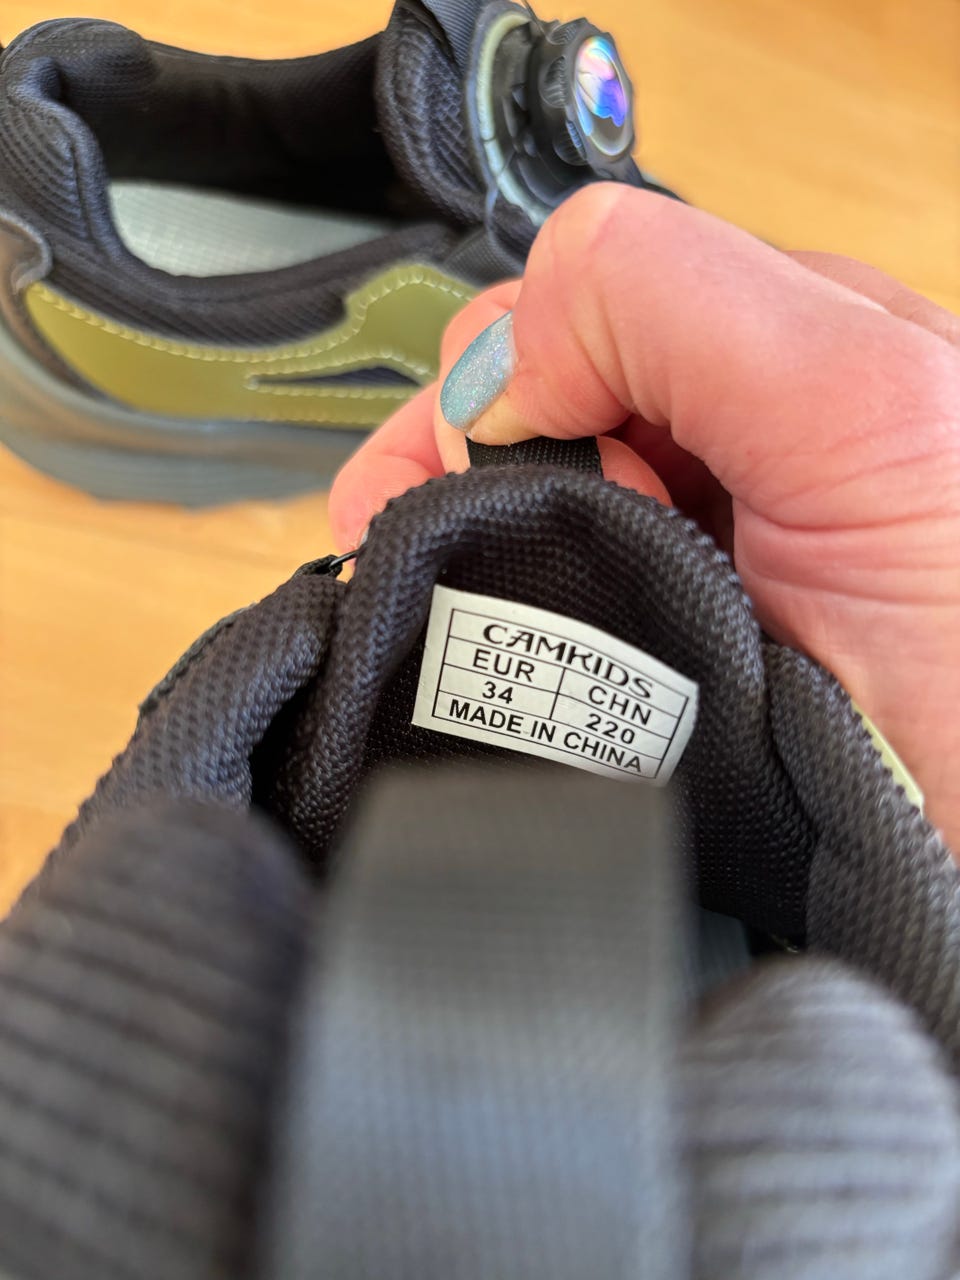 CAMKIDS
EUR CHN
34 220
MADE IN CHINA